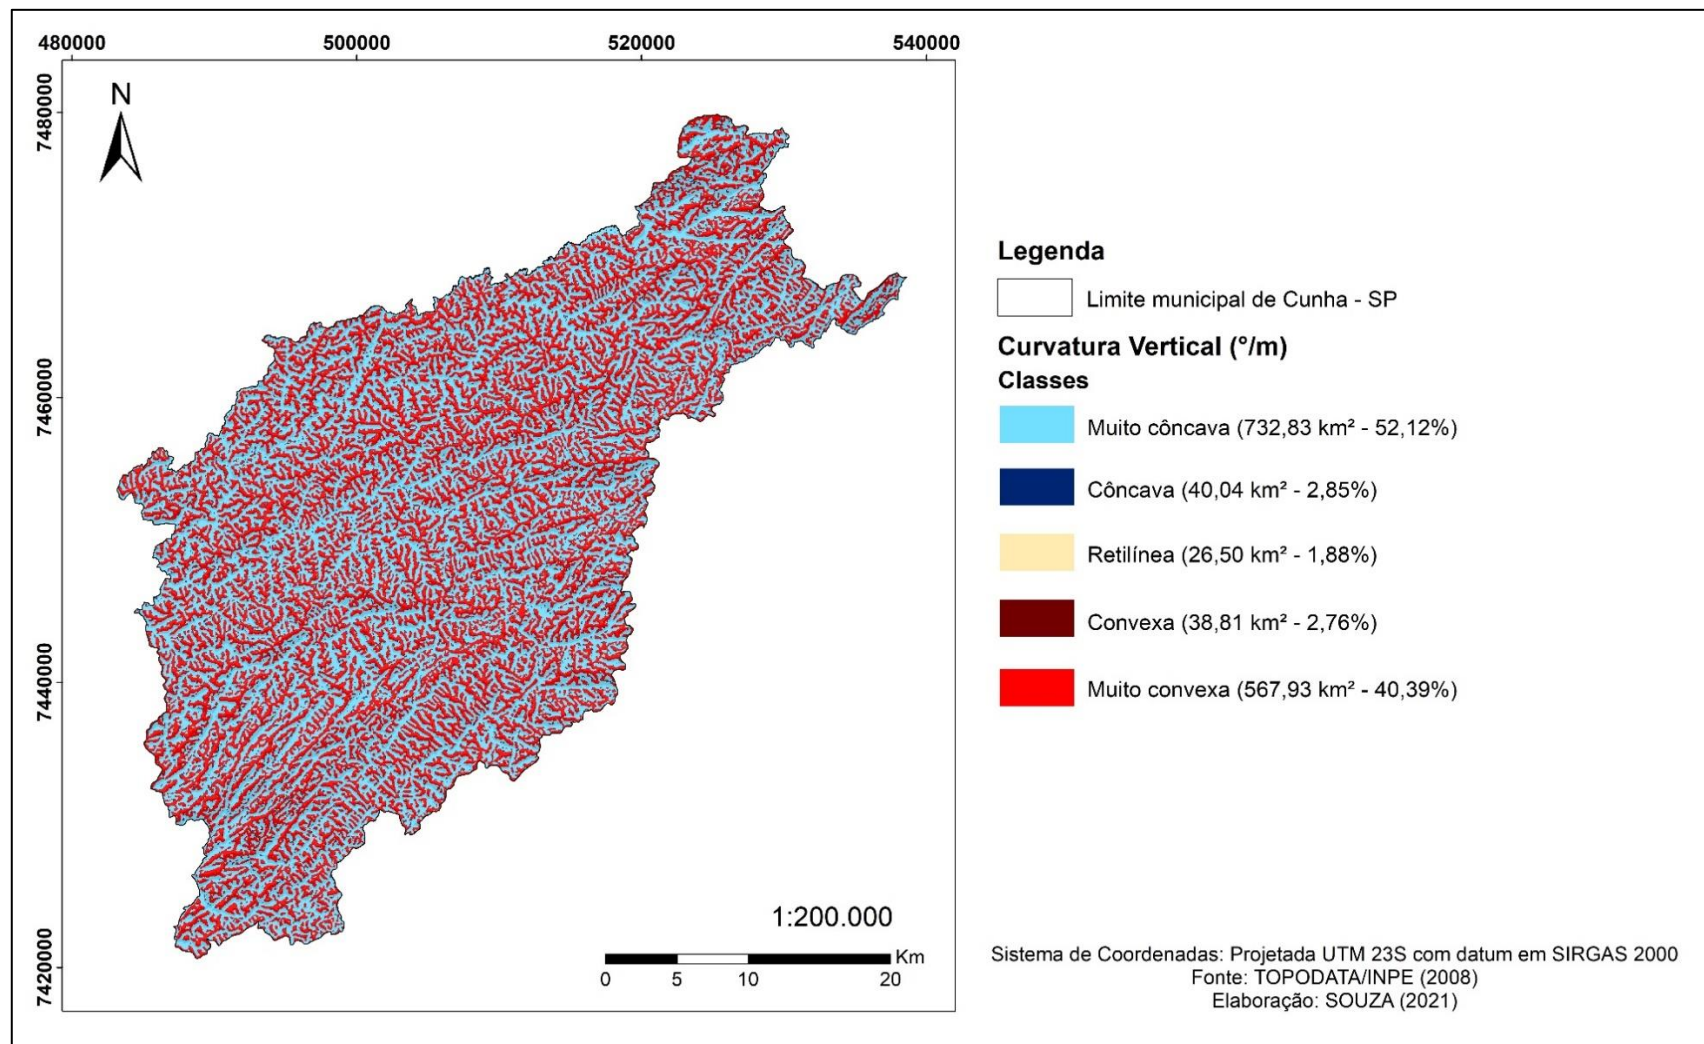 480000
500000
520000
540000
7480000
7460000
7440000
7420000
N
1:200.000
Km
0
5
10
20
Legenda
Limite municipal de Cunha - SP
Curvatura Vertical (°/m)
Classes
Muito côncava (732,83 km² - 52,12%)
Côncava (40,04 km² - 2,85%)
Retilínea (26,50 km² - 1,88%)
Convexa (38,81 km² - 2,76%)
Muito convexa (567,93 km² - 40,39%)
Sistema de Coordenadas: Projetada UTM 23S com datum em SIRGAS 2000
Fonte: TOPODATA/INPE (2008)
Elaboração: SOUZA (2021)